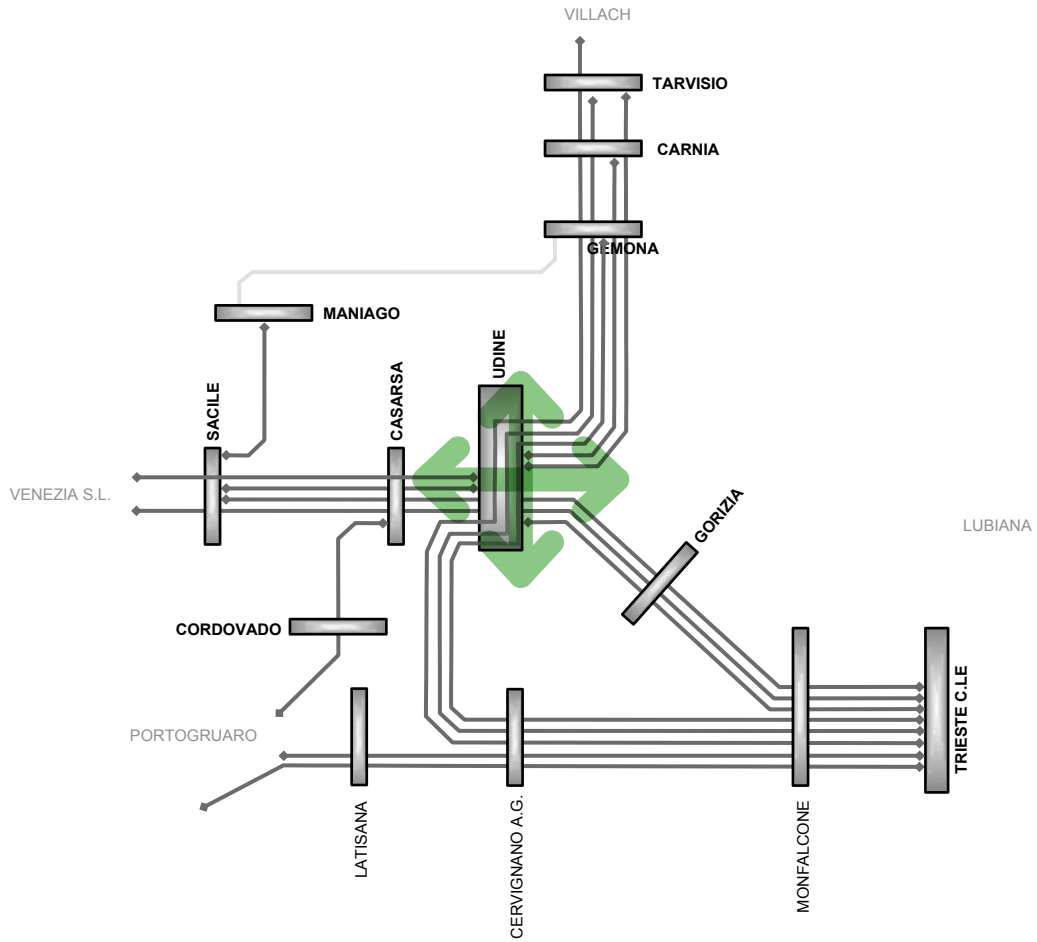 VILLACH
TARVISIO
CARNIA
GEMONA
MANIAGO
UDINE
SACILE
CASARSA
VENEZIA S.L.
GORIZIA
LUBIANA
CORDOVADO
PORTOGRUARO
TRIESTE C.LE
LATISANA
CERVIGNANO A.G.
MONFALCONE